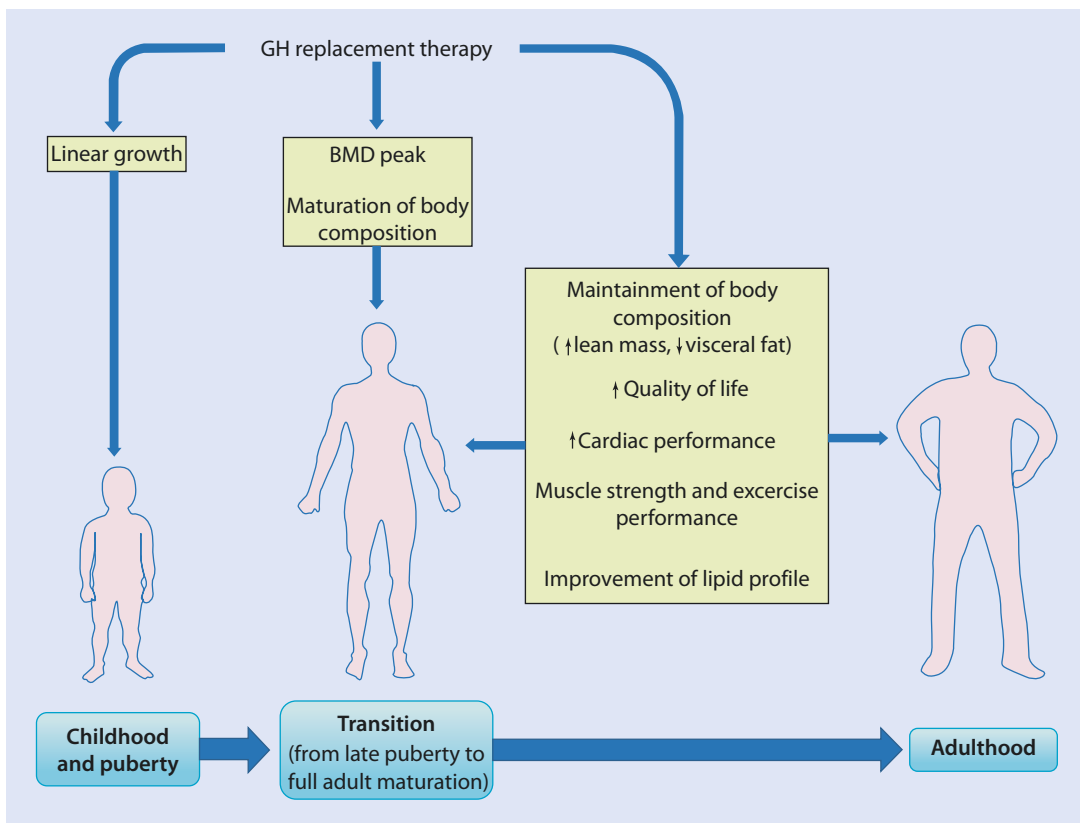 GH replacement therapy
Linear growth
BMD peak
Maturation of body
composition
Maintainment of body
composition
( ↑lean mass, ↓visceral fat)
↑ Quality of life
↑Cardiac performance
Muscle strength and excercise
performance
Improvement of lipid profile
Childhood
and puberty
Transition
(from late puberty to
full adult maturation)
Adulthood